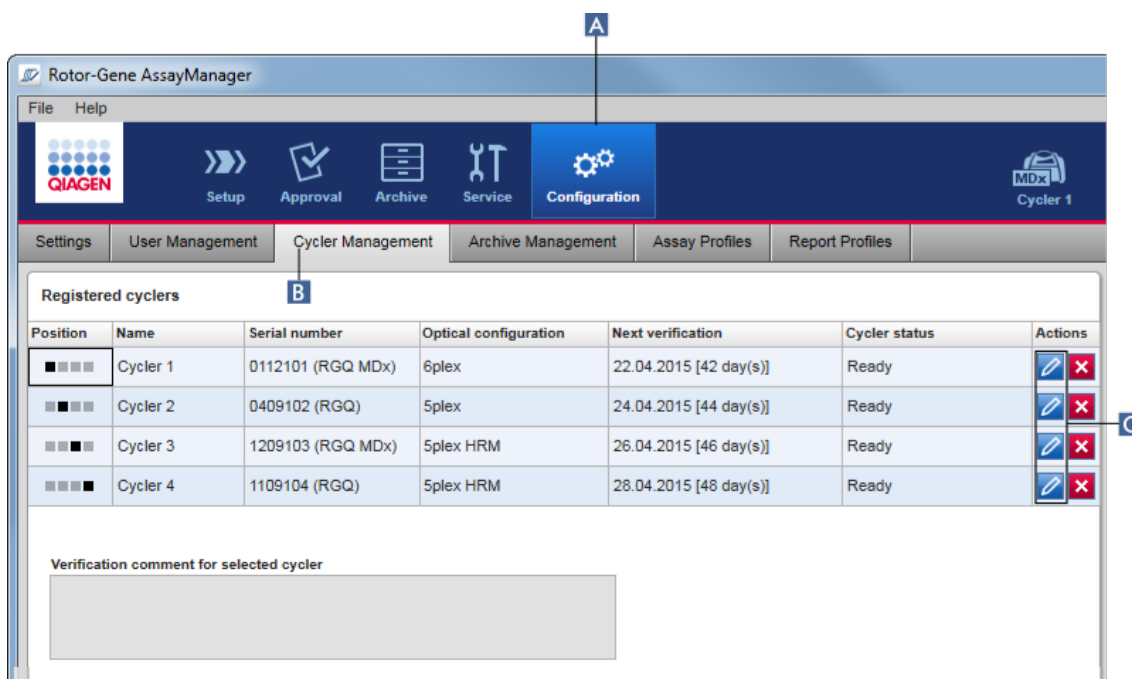 A
Rotor-Gene AssayManager
File Help
QIAGEN
Setup Approval Archive Service Configuration
MDx
Cycler 1
Settings User Management Cycler Management Archive Management Assay Profiles Report Profiles
B
Registered cyclers
Position Name Serial number Optical configuration Next verification Cycler status Actions
Cycler 1 0112101 (RGQ MDx) 6plex 22.04.2015 [42 day(s)] Ready
Cycler 2 0409102 (RGQ) 5plex 24.04.2015 [44 day(s)] Ready
C
Cycler 3 1209103 (RGQ MDx) 5plex HRM 26.04.2015 [46 day(s)] Ready
Cycler 4 1109104 (RGQ) 5plex HRM 28.04.2015 [48 day(s)] Ready
Verification comment for selected cycler